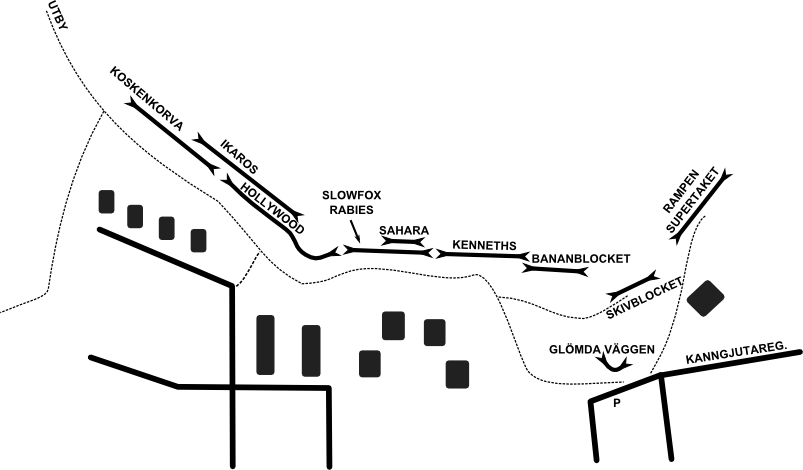 UTBY
KOSKENKORVA
IKAROS
HOLLYWOOD
SLOWFOX
RABIES
SAHARA
KENNETHS
BANANBLOCKET
RAMPEN
SUPERTAKET
SKIVBLOCKET
GLÖMDA VÄGGEN
KANNGJUTAREG.
P